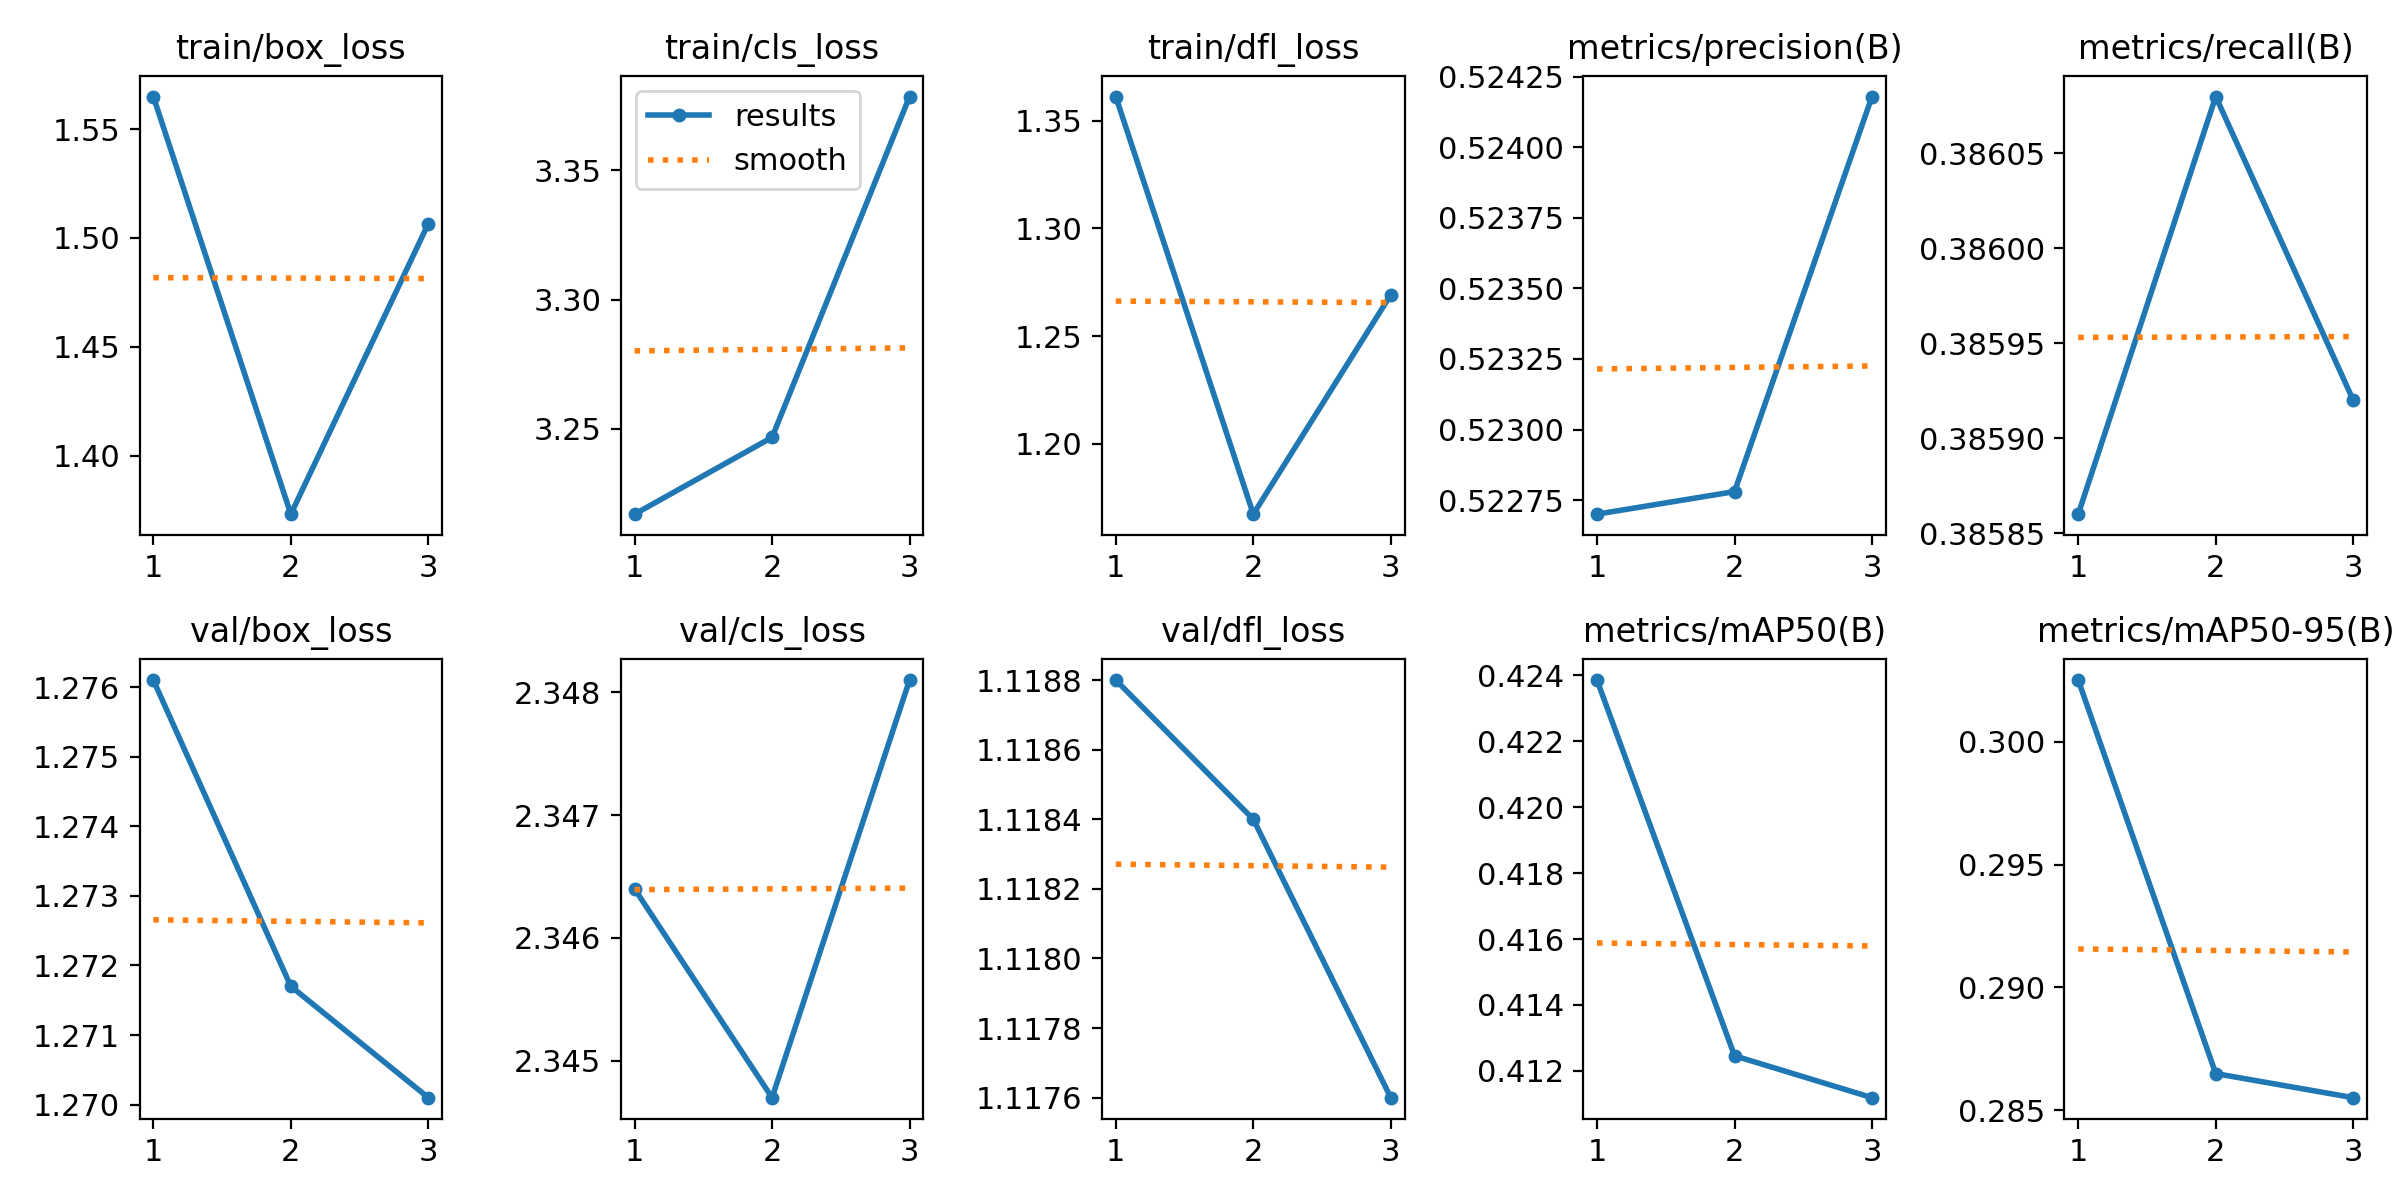 train/box_loss
1.55
1.50
1.45
1.40
1 2 3
train/cls_loss
results
smooth
3.35
3.30
3.25
1 2 3
train/dfl_loss
1.35
1.30
1.25
1.20
1 2 3
metrics/precision(B)
0.52425
0.52400
0.52375
0.52350
0.52325
0.52300
0.52275
1 2 3
metrics/recall(B)
0.38605
0.38600
0.38595
0.38590
0.38585
1 2 3
val/box_loss
1.276
1.275
1.274
1.273
1.272
1.271
1.270
1 2 3
val/cls_loss
2.348
2.347
2.346
2.345
1 2 3
val/dfl_loss
1.1188
1.1186
1.1184
1.1182
1.1180
1.1178
1.1176
1 2 3
metrics/mAP50(B)
0.424
0.422
0.420
0.418
0.416
0.414
0.412
1 2 3
metrics/mAP50-95(B)
0.300
0.295
0.290
0.285
1 2 3